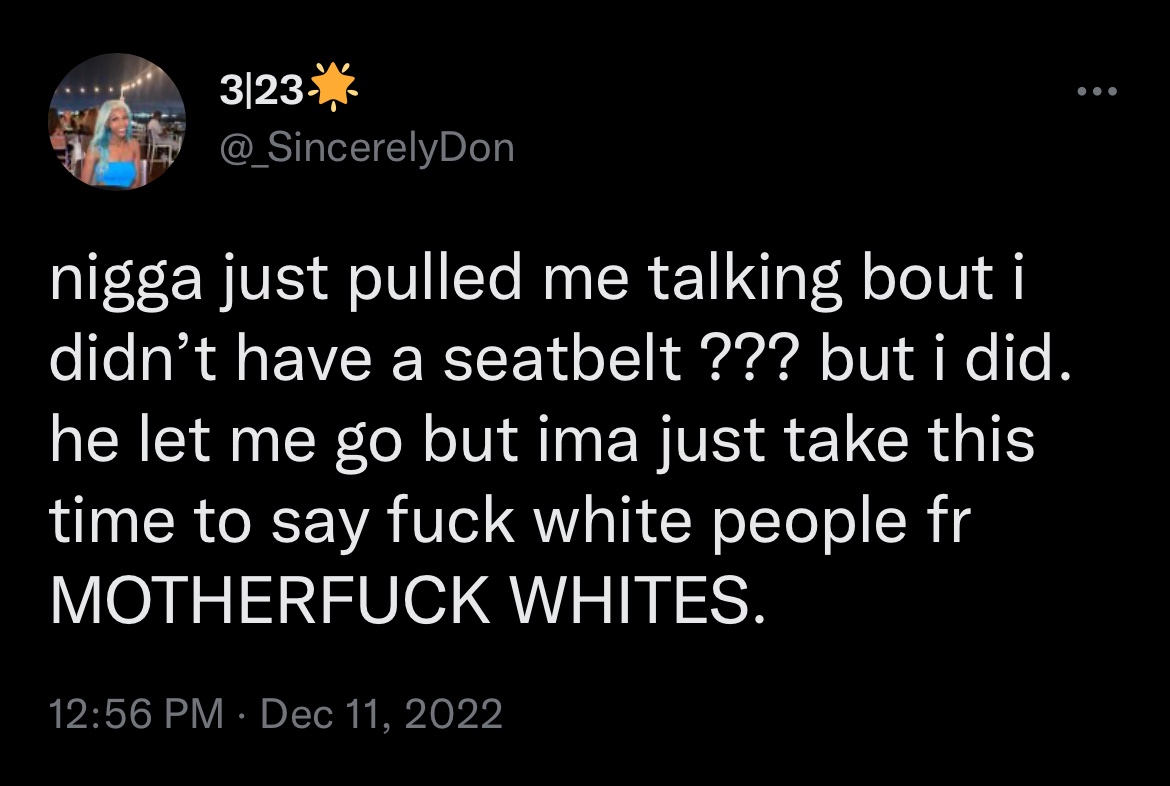 3|23🌟
@_SincerelyDon
nigga just pulled me talking bout i
didn’t have a seatbelt ??? but i did.
he let me go but ima just take this
time to say fuck white people fr
MOTHERFUCK WHITES.
12:56 PM · Dec 11, 2022